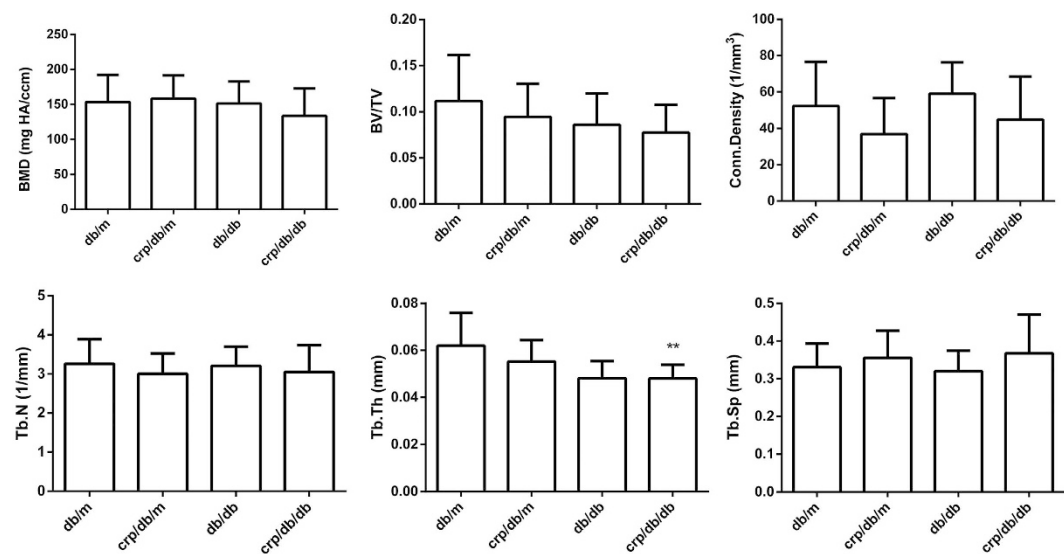 BMD (mg HA/ccm)
250
200
150
100
50
0
db/m
crp/db/m
db/db
crp/db/db
BV/TV
0.20
0.15
0.10
0.05
0.00
db/m
crp/db/m
db/db
crp/db/db
Conn.Density (1/mm³)
100
80
60
40
20
0
db/m
crp/db/m
db/db
crp/db/db
Tb.N (1/mm)
5
4
3
2
1
0
db/m
crp/db/m
db/db
crp/db/db
Tb.Th (mm)
0.08
0.06
0.04
0.02
0.00
**
db/m
crp/db/m
db/db
crp/db/db
Tb.Sp (mm)
0.5
0.4
0.3
0.2
0.1
0.0
db/m
crp/db/m
db/db
crp/db/db